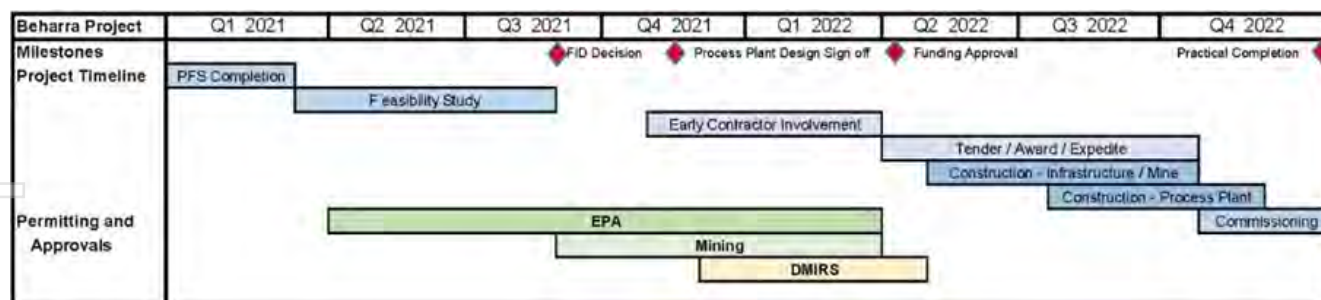 Beharra Project Q1 2021 Q2 2021 Q3 2021 Q4 2021 Q1 2022 Q2 2022 Q3 2022 Q4 2022
Milestones FID Decision Process Plant Design Sign off Funding Approval Practical Completion
Project Timeline PFS Completion
Feasibility Study
Early Contractor Involvement
Tender / Award / Expedite
Construction - Infrastructure / Mine
Construction - Process Plant
Permitting and EPA Commissioning
Approvals Mining
DMIRS